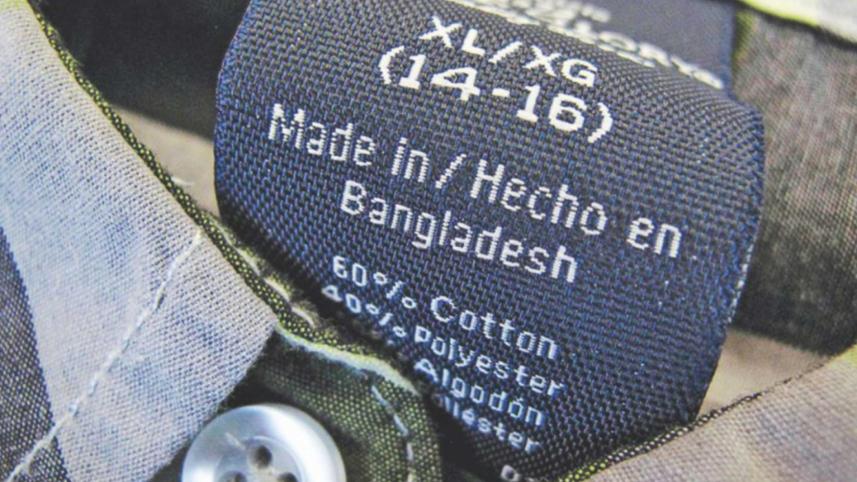 XL/XG
(14-16)
Made in/Hecho en
Bangladesh
60% Cotton
40% Polyester
Algodón